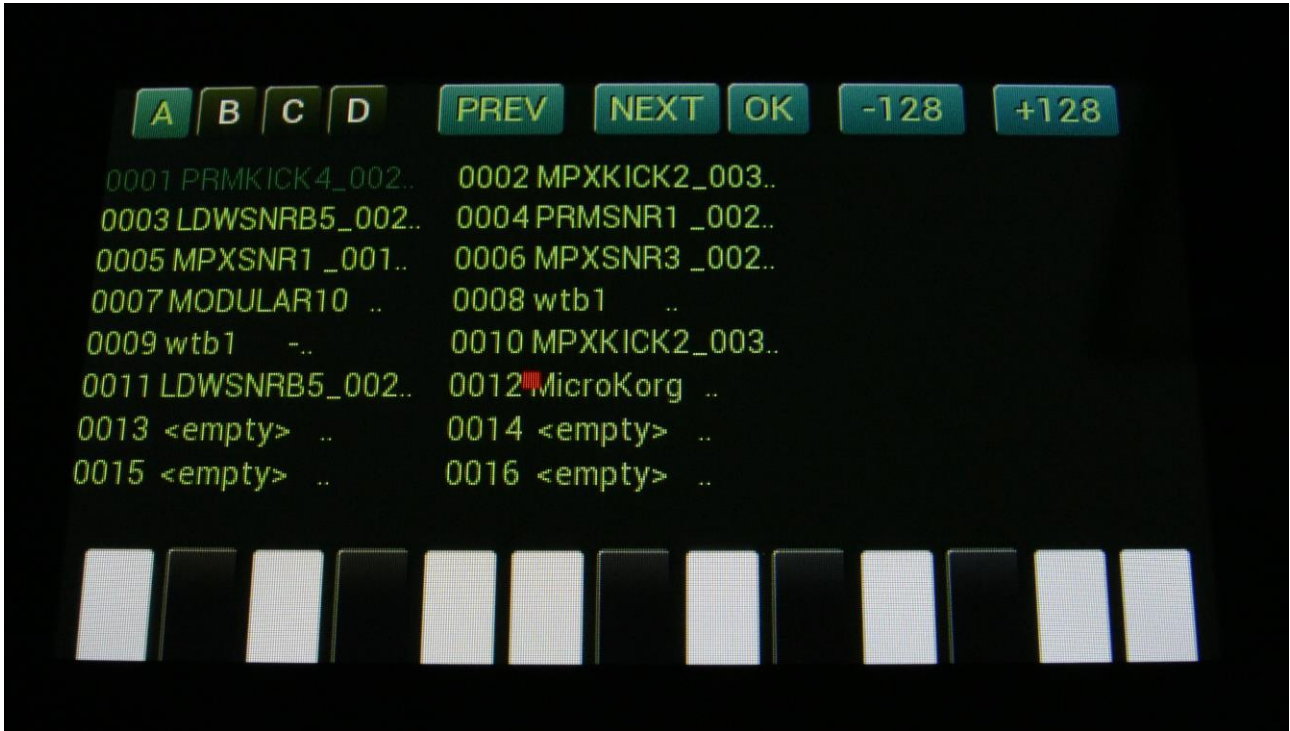 A B C D PREV NEXT OK -128 +128
0001 PRMKICK4_002.. 0002 MPXKICK2_003..
0003 LDWSNRB5_002.. 0004 PRMSNR1 _002..
0005 MPXSNR1 _001.. 0006 MPXSNR3 _002..
0007 MODULAR10 .. 0008 wtb1 ..
0009 wtb1 -.. 0010 MPXKICK2_003..
0011 LDWSNRB5_002.. 0012 MicroKorg ..
0013 <empty> .. 0014 <empty> ..
0015 <empty> .. 0016 <empty> ..